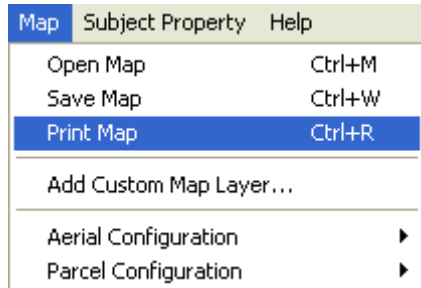 Map Subject Property Help
Open Map Ctrl+M
Save Map Ctrl+W
Print Map Ctrl+R
Add Custom Map Layer...
Aerial Configuration
Parcel Configuration